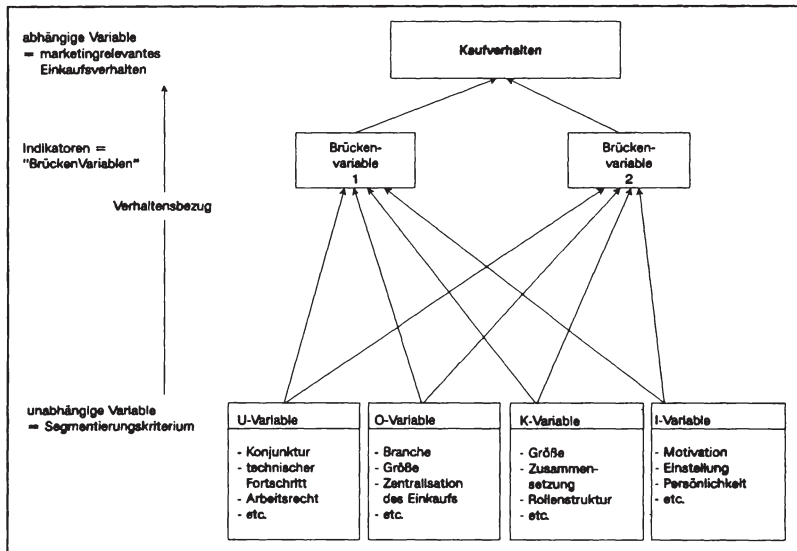 abhängige Variable
= marketingrelevantes
Einkaufsverhalten
Kaufverhalten
Indikatoren =
"BrückenVariablen"
Brücken-
variable
1
Brücken-
variable
2
Verhaltensbezug
unabhängige Variable
= Segmentierungskriterium
U-Variable
- Konjunktur
- technischer
Fortschritt
- Arbeitsrecht
- etc.
O-Variable
- Branche
- Größe
- Zentralisation
des Einkaufs
- etc.
K-Variable
- Größe
- Zusammen-
setzung
- Rollenstruktur
- etc.
I-Variable
- Motivation
- Einstellung
- Persönlichkeit
- etc.